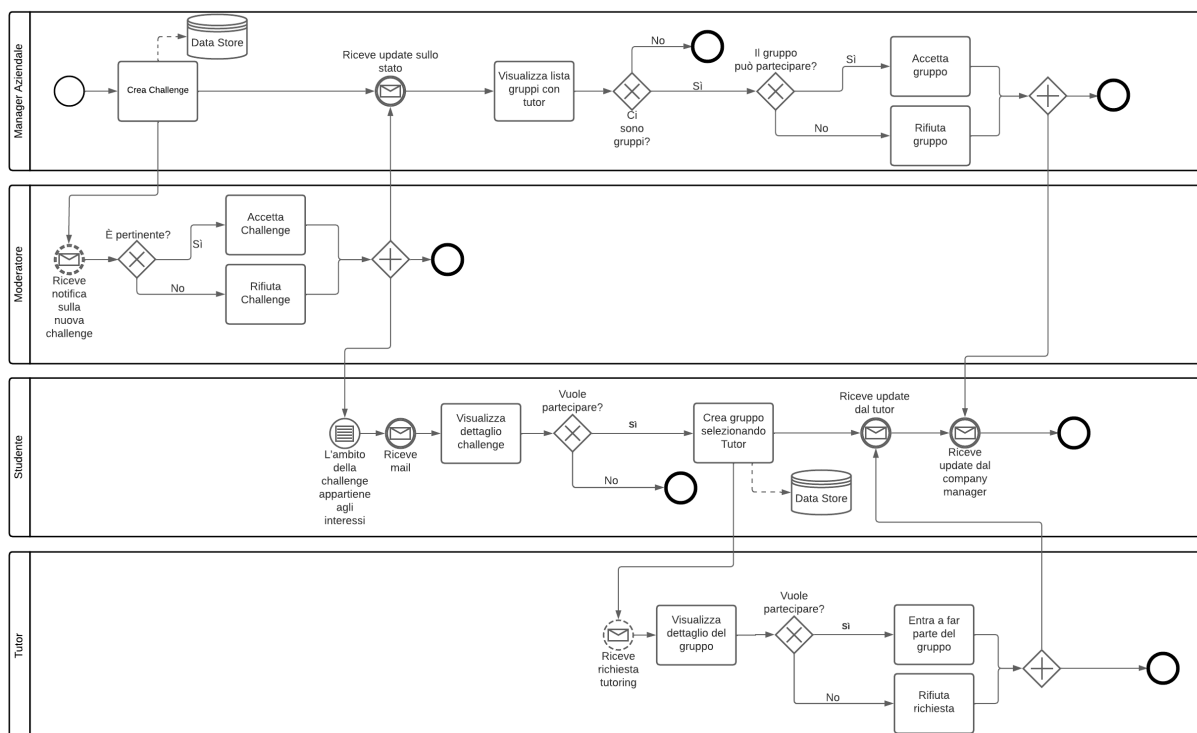 Manager Aziendale
Data Store
Crea Challenge
Riceve update sullo
stato
Visualizza lista
gruppi con
tutor
No
Sì
Ci
sono
gruppi?
Il gruppo
può partecipare?
Sì
No
Accetta
gruppo
Rifiuta
gruppo
Moderatore
Riceve
notifica
sulla
nuova
challenge
È pertinente?
Sì
No
Accetta
Challenge
Rifiuta
Challenge
Studente
L'ambito
della
challenge
appartiene
agli
interessi
Riceve
mail
Visualizza
dettaglio
challenge
Vuole
partecipare?
sì
No
Crea gruppo
selezionando
Tutor
Data Store
Riceve update
dal tutor
Riceve
update dal
company
manager
Tutor
Riceve
richiesta
tutoring
Visualizza
dettaglio del
gruppo
Vuole
partecipare?
sì
No
Entra a far
parte del
gruppo
Rifiuta
richiesta